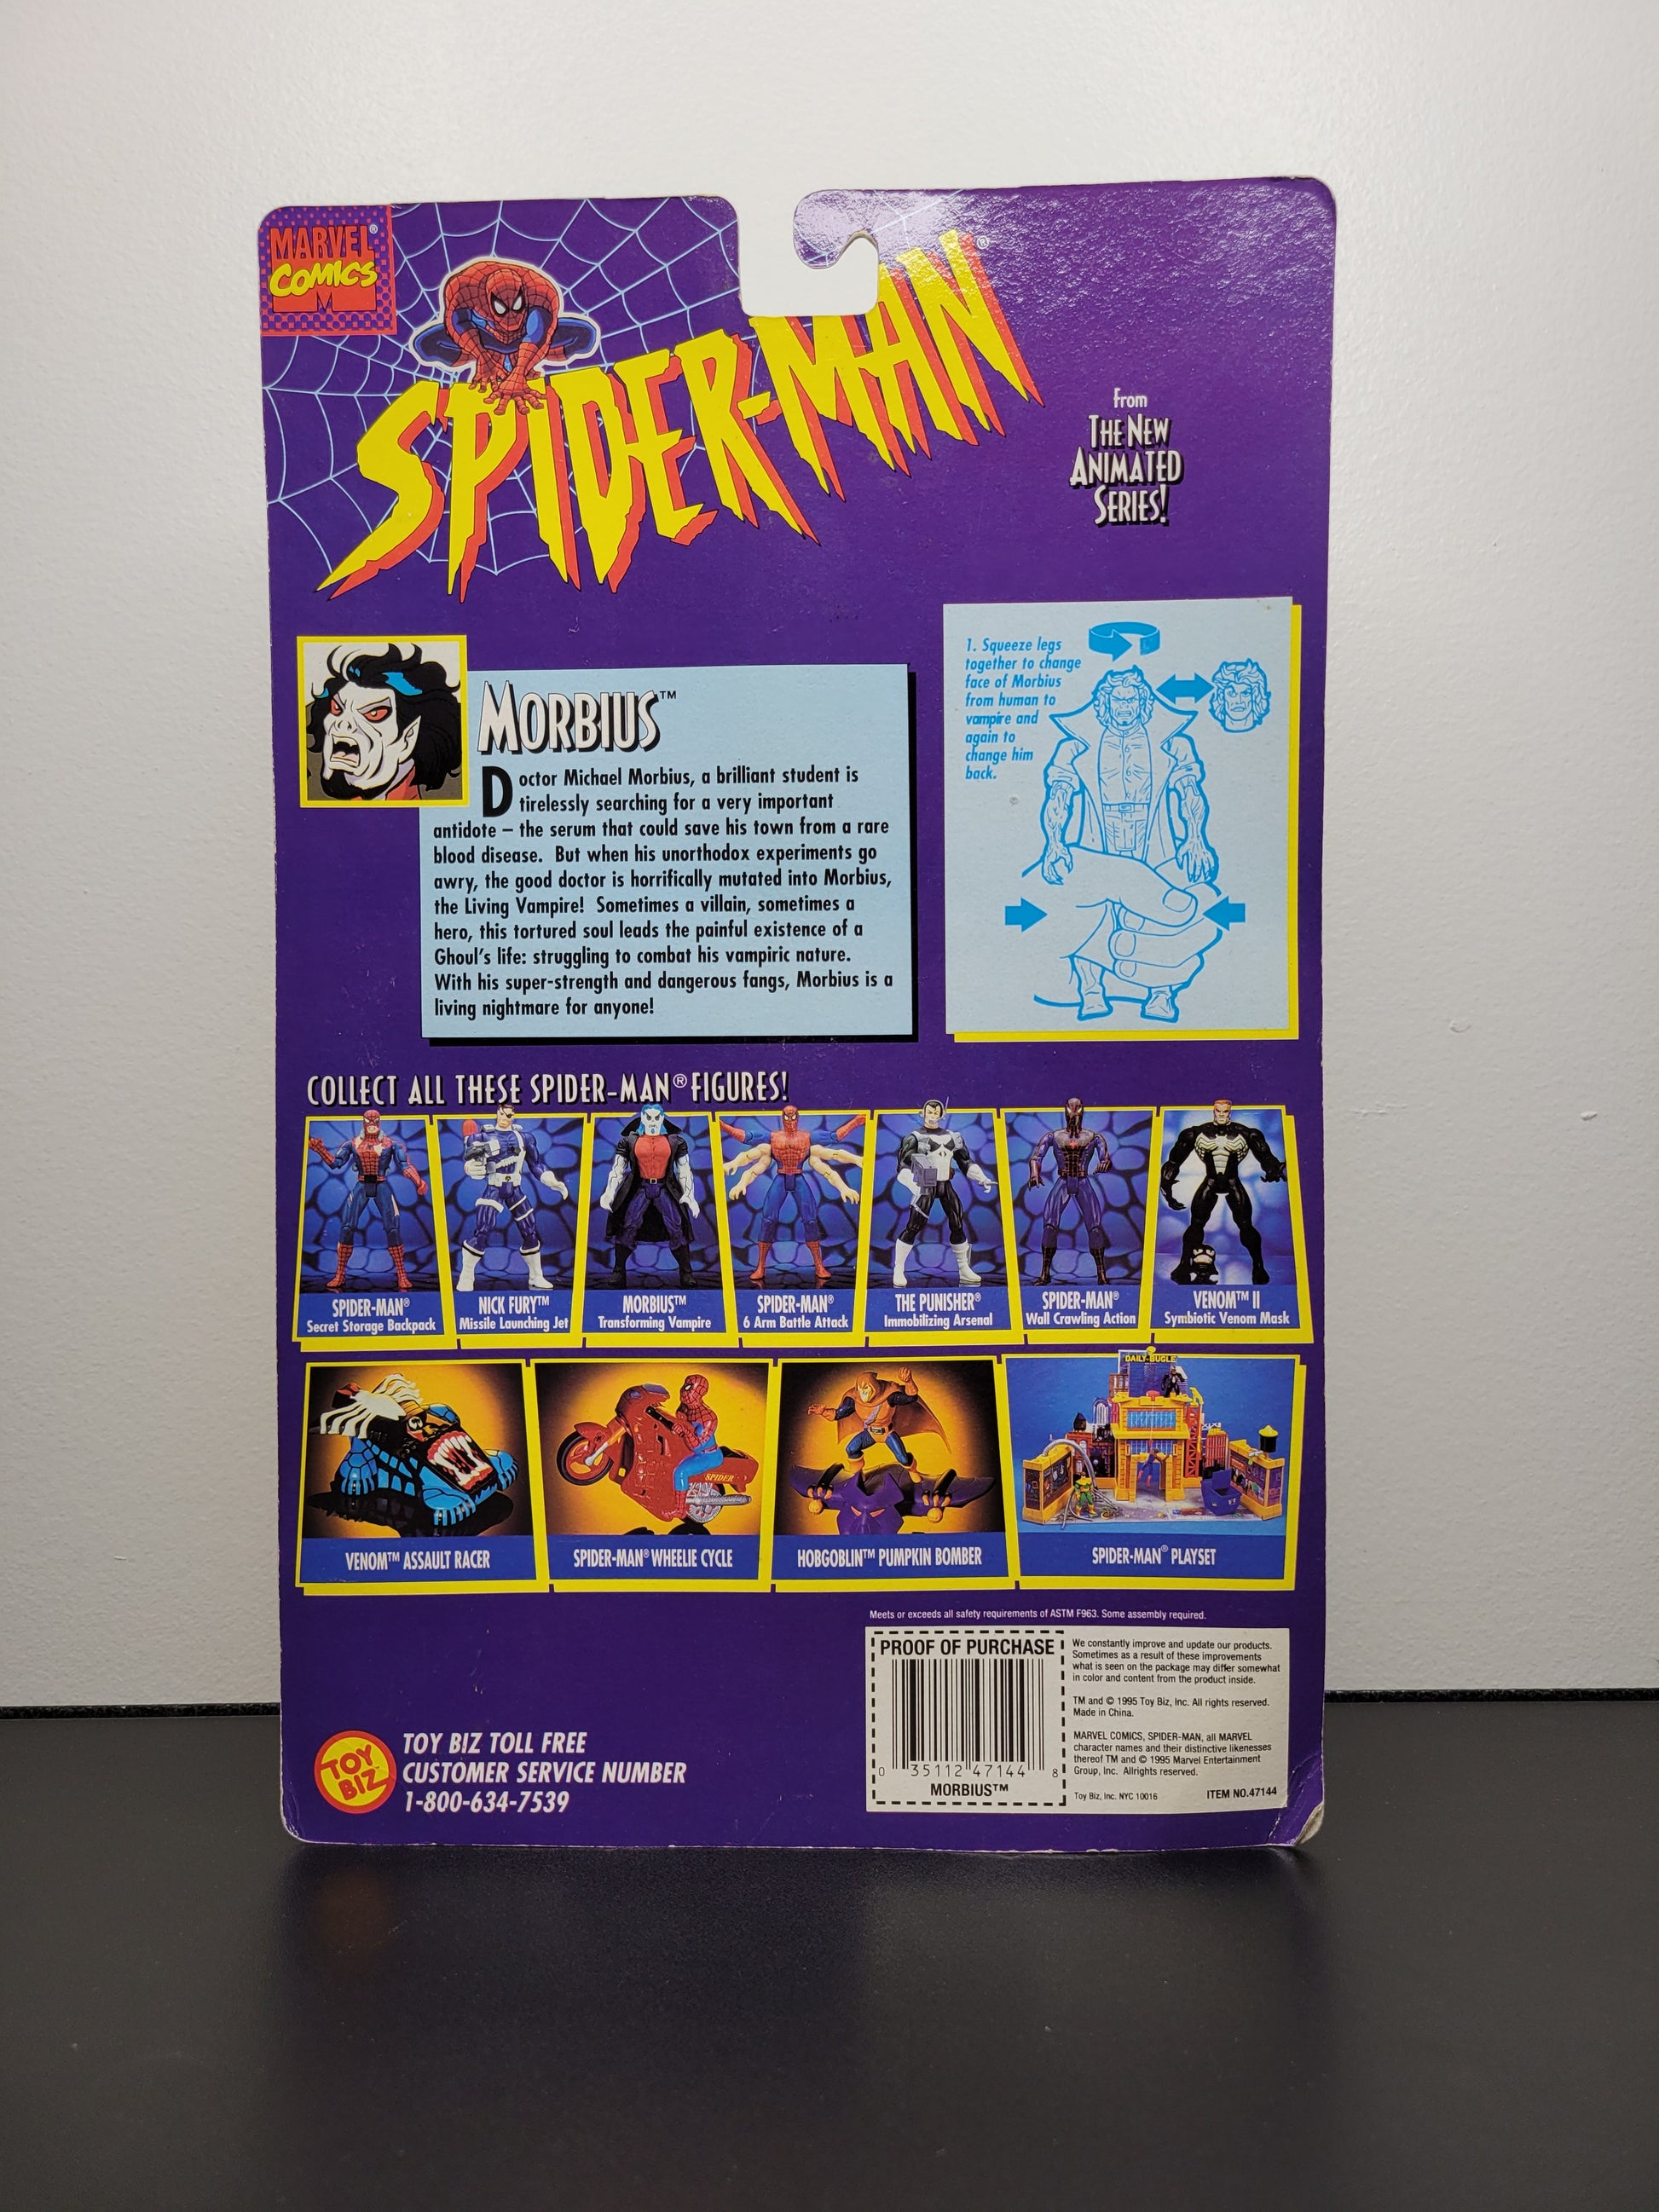 MARVEL®
COMICS
M
SPIDER-MAN®
from
THE NEW
ANIMATED
SERIES!
MORBIUS™
Doctor Michael Morbius, a brilliant student is
tirelessly searching for a very important
antidote – the serum that could save his town from a rare
blood disease. But when his unorthodox experiments go
awry, the good doctor is horrifically mutated into Morbius,
the Living Vampire! Sometimes a villain, sometimes a
hero, this tortured soul leads the painful existence of a
Ghoul's life: struggling to combat his vampiric nature.
With his super-strength and dangerous fangs, Morbius is a
living nightmare for anyone!
1. Squeeze legs
together to change
face of Morbius
from human to
vampire and
again to
change him
back.
COLLECT ALL THESE SPIDER-MAN® FIGURES!
SPIDER-MAN®
Secret Storage Backpack
NICK FURY™
Missile Launching Jet
MORBIUS™
Transforming Vampire
SPIDER-MAN®
6 Arm Battle Attack
THE PUNISHER®
Immobilizing Arsenal
SPIDER-MAN®
Wall Crawling Action
VENOM™ II
Symbiotic Venom Mask
SPIDER
DAILY BUGLE
VENOM™ ASSAULT RACER
SPIDER-MAN® WHEELIE CYCLE
HOBGOBLIN™ PUMPKIN BOMBER
SPIDER-MAN® PLAYSET
Meets or exceeds all safety requirements of ASTM F963. Some assembly required.
PROOF OF PURCHASE
0 35112 47144 8
MORBIUS™
We constantly improve and update our products.
Sometimes as a result of these improvements
what is seen on the package may differ somewhat
in color and content from the product inside.
TM and © 1995 Toy Biz, Inc. All rights reserved.
Made in China.
MARVEL COMICS, SPIDER-MAN, all MARVEL
character names and their distinctive likenesses
thereof TM and © 1995 Marvel Entertainment
Group, Inc. Allrights reserved.
Toy Biz, Inc. NYC 10016 ITEM NO.47144
TOY
BIZ
TOY BIZ TOLL FREE
CUSTOMER SERVICE NUMBER
1-800-634-7539